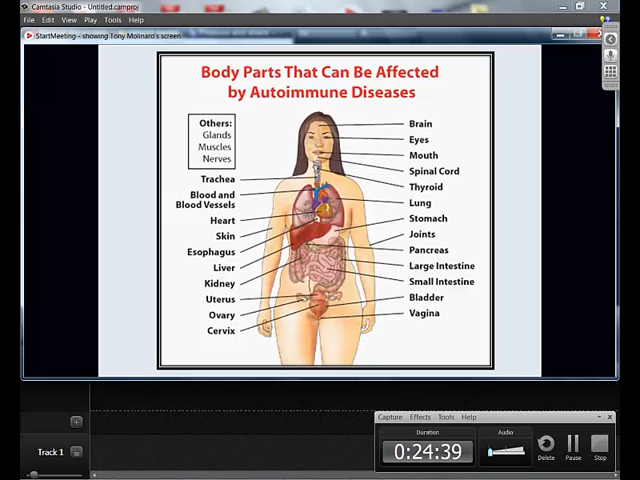 Camtasia Studio - Untitled.camproj
File Edit View Play Tools Help
StartMeeting - showing Tony Molinaro's screen
Body Parts That Can Be Affected
by Autoimmune Diseases
Others:
Glands
Muscles
Nerves
Trachea
Blood and
Blood Vessels
Heart
Skin
Esophagus
Liver
Kidney
Uterus
Ovary
Cervix
Brain
Eyes
Mouth
Spinal Cord
Thyroid
Lung
Stomach
Joints
Pancreas
Large Intestine
Small Intestine
Bladder
Vagina
Capture Effects Tools Help
Duration
0:24:39
Audio
Delete
Pause
Stop
Track 1